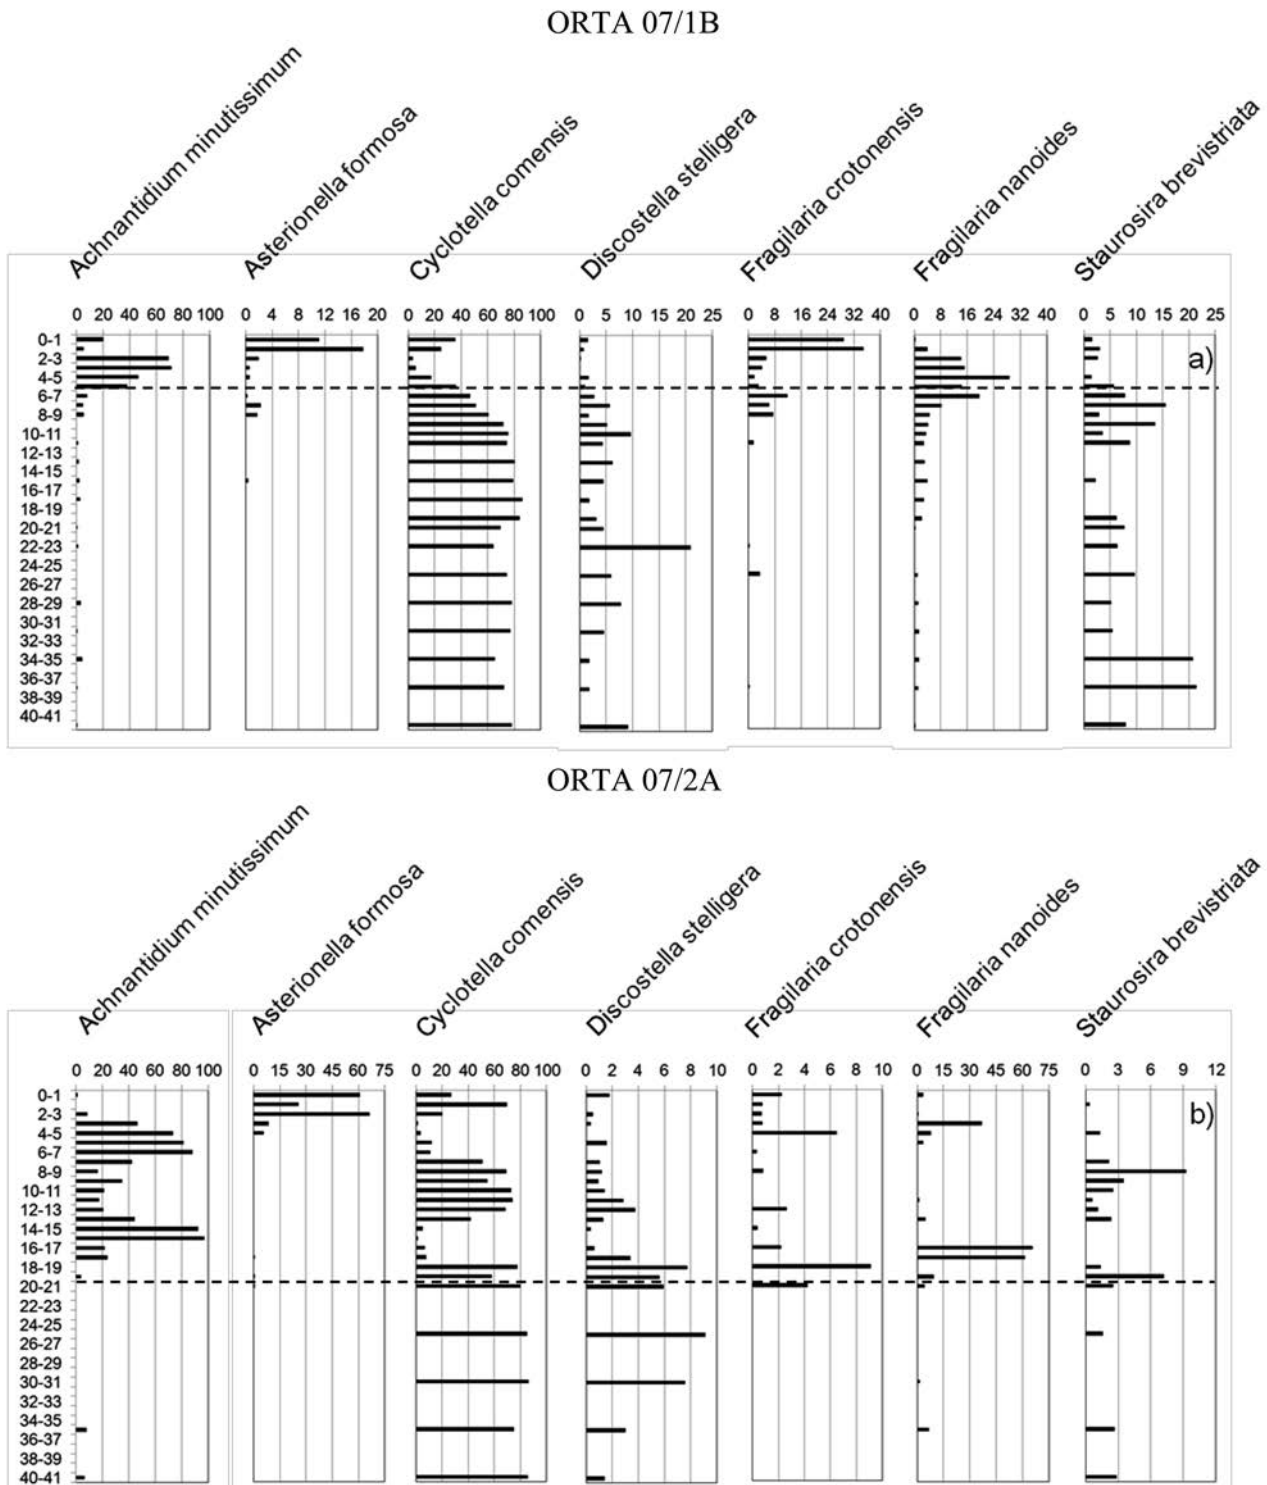 ORTA 07/1B
Achnantidium minutissimum
Asterionella formosa
Cyclotella comensis
Discostella stelligera
Fragilaria crotonensis
Fragilaria nanoides
Staurosira brevistriata
0 20 40 60 80 100
0 4 8 12 16 20
0 20 40 60 80 100
0 5 10 15 20 25
0 8 16 24 32 40
0 8 16 24 32 40
0 5 10 15 20 25
a)
0-1
2-3
4-5
6-7
8-9
10-11
12-13
14-15
16-17
18-19
20-21
22-23
24-25
26-27
28-29
30-31
32-33
34-35
36-37
38-39
40-41
ORTA 07/2A
Achnantidium minutissimum
Asterionella formosa
Cyclotella comensis
Discostella stelligera
Fragilaria crotonensis
Fragilaria nanoides
Staurosira brevistriata
0 20 40 60 80 100
0 15 30 45 60 75
0 20 40 60 80 100
0 2 4 6 8 10
0 2 4 6 8 10
0 15 30 45 60 75
0 3 6 9 12
b)
0-1
2-3
4-5
6-7
8-9
10-11
12-13
14-15
16-17
18-19
20-21
22-23
24-25
26-27
28-29
30-31
32-33
34-35
36-37
38-39
40-41